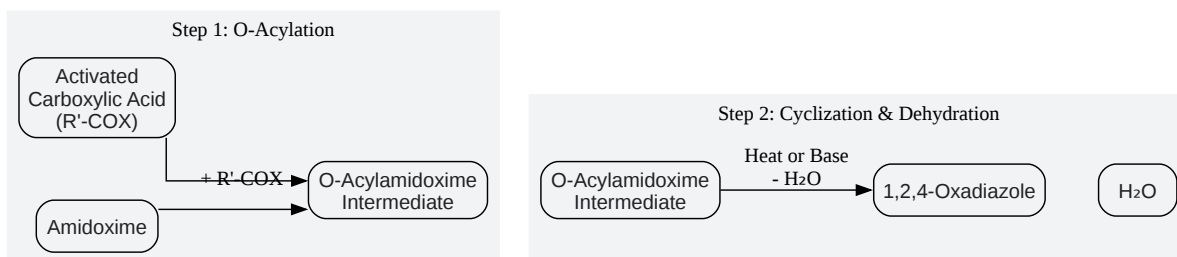 Step 1: O-Acylation
Activated
Carboxylic Acid
(R'-COX)
+ R'-COX
O-Acylamidoxime
Intermediate
Amidoxime
Step 2: Cyclization & Dehydration
O-Acylamidoxime
Intermediate
Heat or Base
- H₂O
1,2,4-Oxadiazole
H₂O